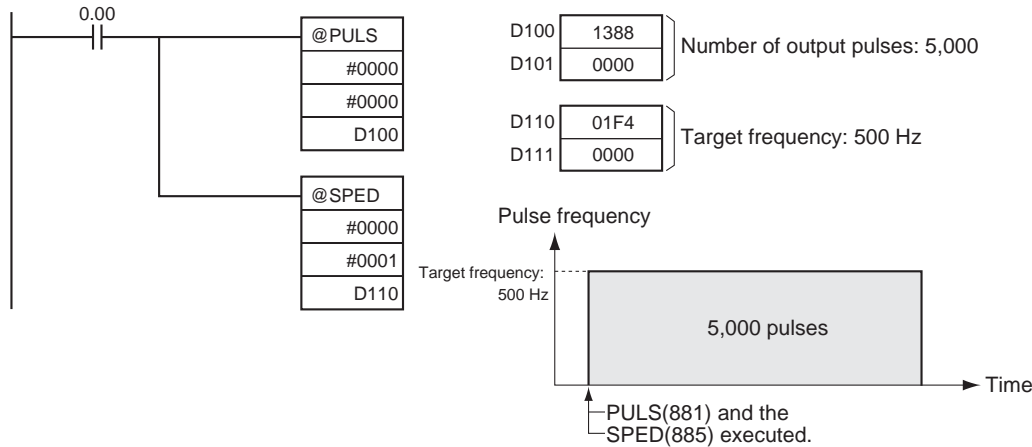 0.00
@PULS
#0000
#0000
D100
@SPED
#0000
#0001
D110
D100 1388
D101 0000
Number of output pulses: 5,000
D110 01F4
D111 0000
Target frequency: 500 Hz
Pulse frequency
Target frequency:
500 Hz
5,000 pulses
Time
PULS(881) and the
SPED(885) executed.